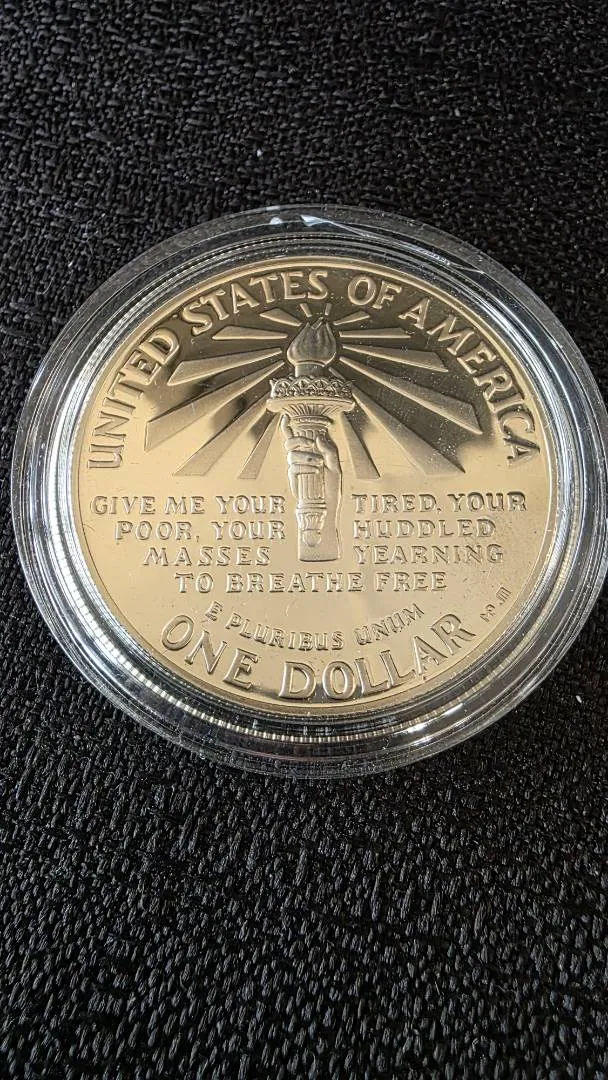 UNITED STATES OF AMERICA
GIVE ME YOUR TIRED, YOUR
POOR, YOUR HUDDLED
MASSES YEARNING
TO BREATHE FREE
E PLURIBUS UNUM
ONE DOLLAR